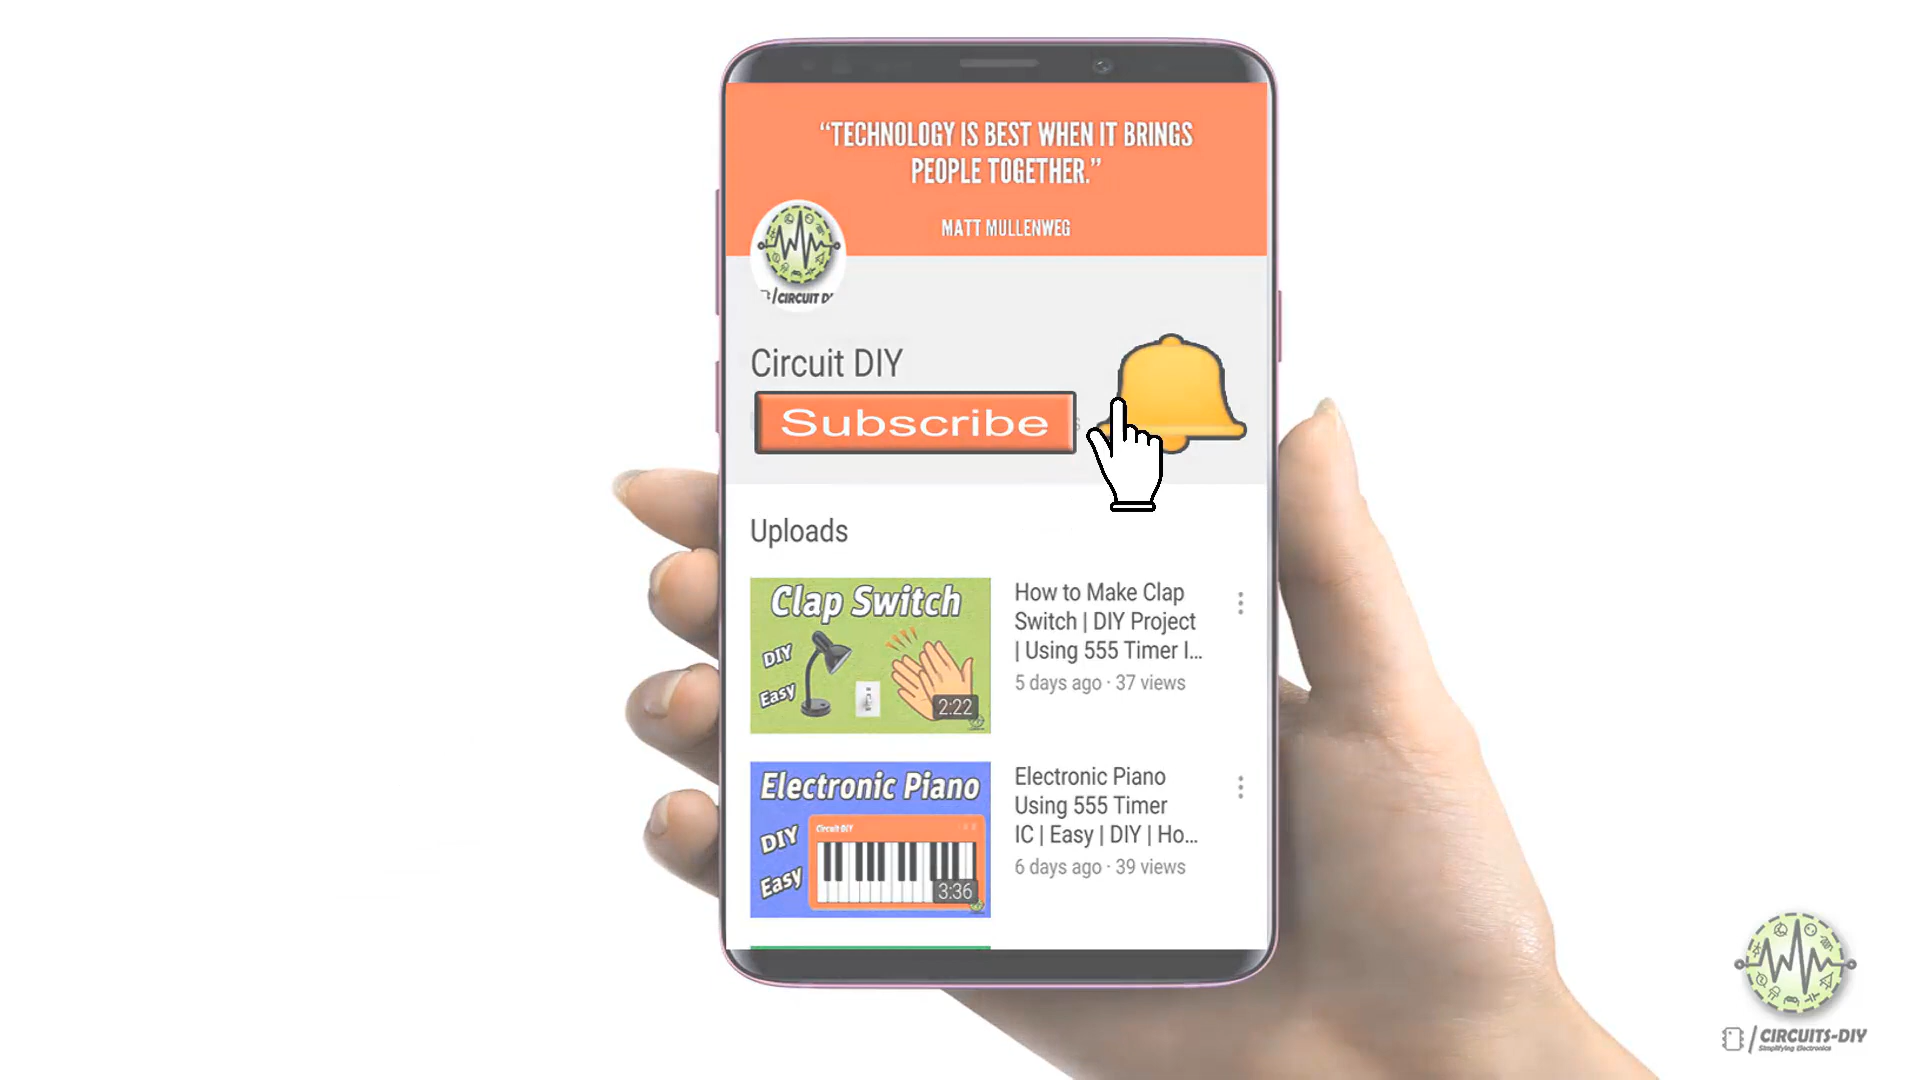 “TECHNOLOGY IS BEST WHEN IT BRINGS
PEOPLE TOGETHER.”
MATT MULLENWEG
/CIRCUIT D
Circuit DIY
Subscribe
Uploads
Clap Switch
DIY
Easy
2:22
How to Make Clap
Switch | DIY Project
| Using 555 Timer I...
5 days ago · 37 views
Electronic Piano
Circuit DIY
DIY
Easy
3:36
Electronic Piano
Using 555 Timer
IC | Easy | DIY | Ho...
6 days ago · 39 views
/CIRCUITS-DIY
Simplifying Electronics